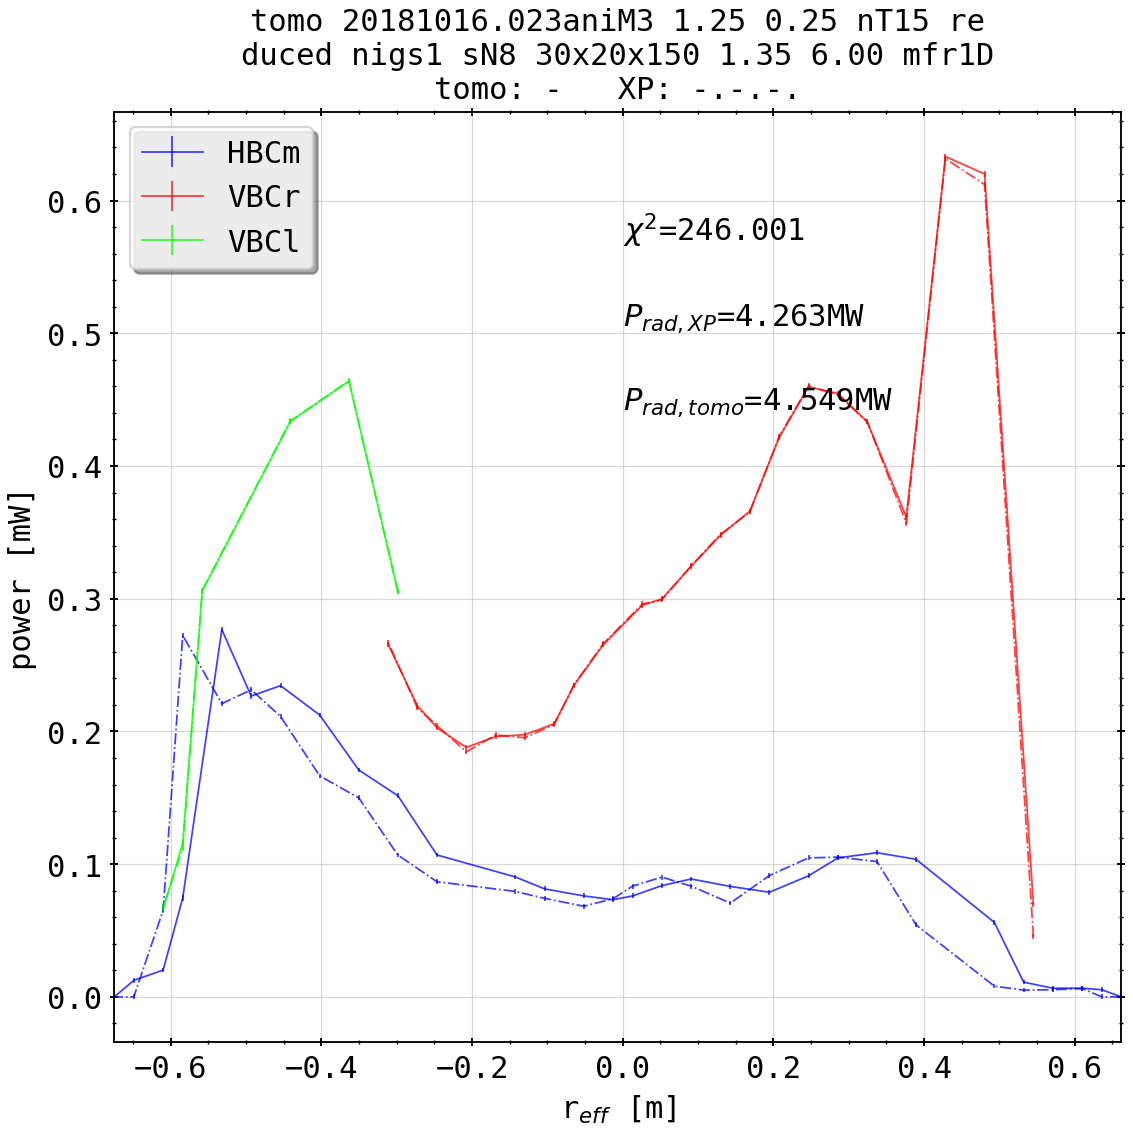 tomo 20181016.023aniM3 1.25 0.25 nT15 re
duced nigs1 sN8 30x20x150 1.35 6.00 mfr1D
tomo: -   XP: -.-.-.
HBCm
VBCr
VBCl
χ²=246.001
P_rad,XP=4.263MW
P_rad,tomo=4.549MW
power [mW]
0.6
0.5
0.4
0.3
0.2
0.1
0.0
−0.6 −0.4 −0.2 0.0 0.2 0.4 0.6
r_eff [m]